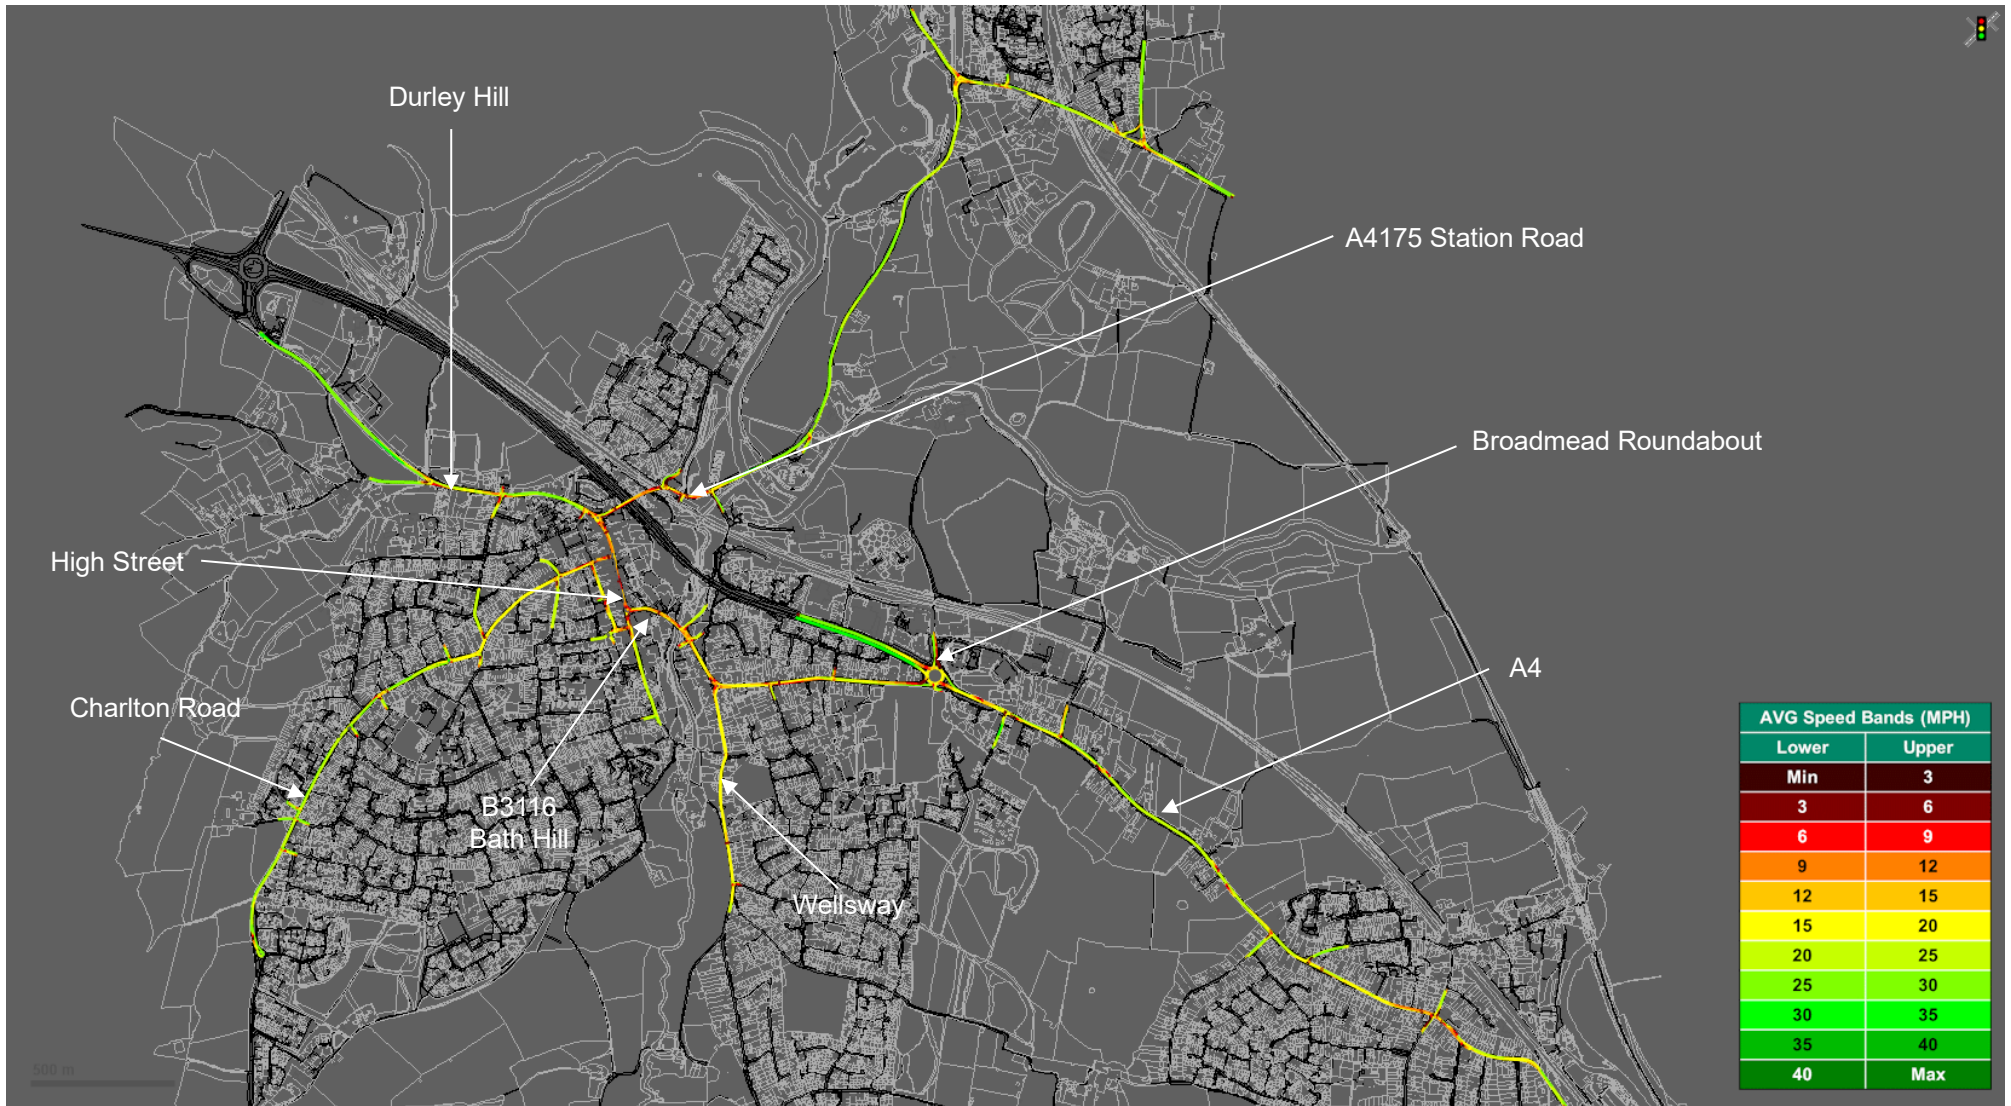 Durley Hill
A4175 Station Road
Broadmead Roundabout
High Street
A4
Charlton Road
B3116
Bath Hill
Wellsway
AVG Speed Bands (MPH)
Lower Upper
Min 3
3 6
6 9
9 12
12 15
15 20
20 25
25 30
30 35
35 40
40 Max
500 m